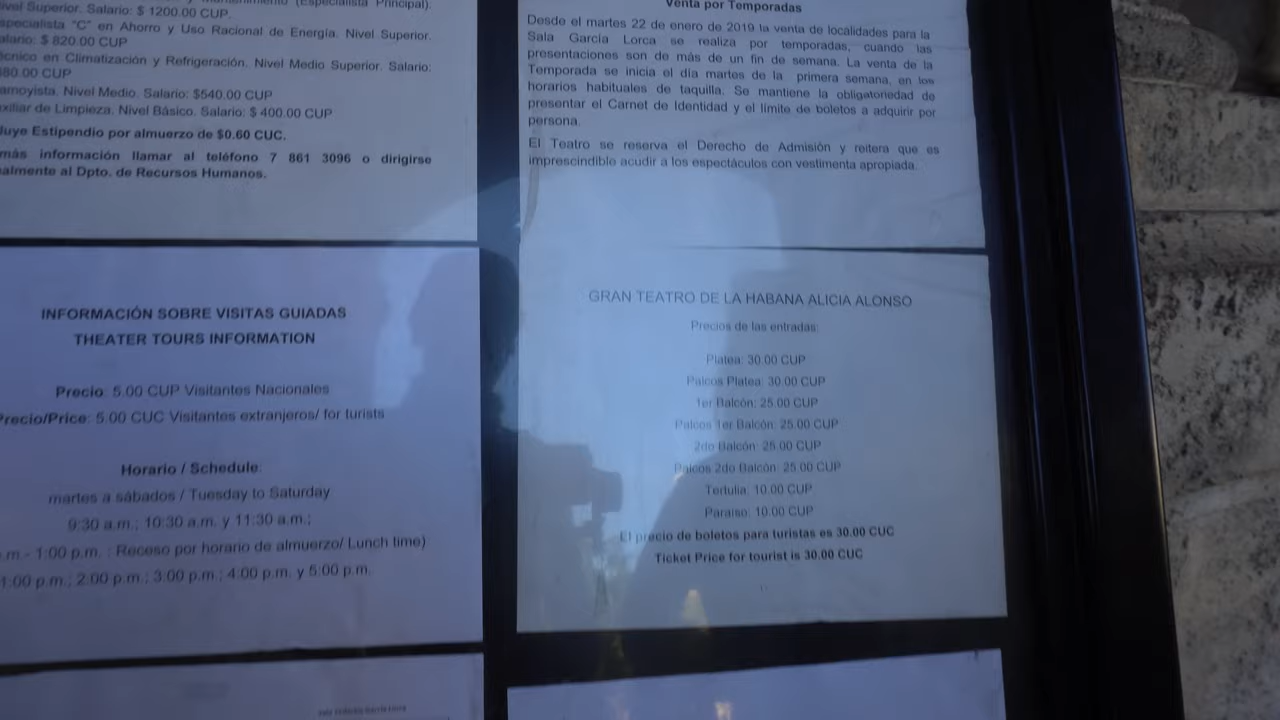 Superior. Salario: $ 1200.00 CUP.
"C" en Ahorro y Uso Racional de Energía. Nivel Superior.
$ 820.00 CUP
en Climatización y Refrigeración. Nivel Medio Superior. Salario:
CUP
Nivel Medio. Salario: $540.00 CUP
de Limpieza. Nivel Básico. Salario: $ 400.00 CUP
Estipendio por almuerzo de $0.60 CUC.
más información llamar al teléfono 7 861 3096 o dirigirse
al Dpto. de Recursos Humanos.
Venta por Temporadas
Desde el martes 22 de enero de 2019 la venta de localidades para la
Sala García Lorca se realiza por temporadas, cuando las
presentaciones son de más de un fin de semana. La venta de la
Temporada se inicia el día martes de la primera semana, en los
horarios habituales de taquilla. Se mantiene la obligatoriedad de
presentar el Carnet de Identidad y el límite de boletos a adquirir por
persona.
El Teatro se reserva el Derecho de Admisión y reitera que es
imprescindible acudir a los espectáculos con vestimenta apropiada.
INFORMACIÓN SOBRE VISITAS GUIADAS
THEATER TOURS INFORMATION
Precio: 5.00 CUP Visitantes Nacionales
Precio/Price: 5.00 CUC Visitantes extranjeros/ for turists
Horario / Schedule:
martes a sábados / Tuesday to Saturday
9:30 a.m.; 10:30 a.m. y 11:30 a.m.;
- 1:00 p.m. : Receso por horario de almuerzo/ Lunch time)
1:00 p.m.; 2:00 p.m.; 3:00 p.m.; 4:00 p.m. y 5:00 p.m.
GRAN TEATRO DE LA HABANA ALICIA ALONSO
Precios de las entradas:
Platea: 30.00 CUP
Palcos Platea: 30.00 CUP
1er Balcón: 25.00 CUP
Palcos 1er Balcón: 25.00 CUP
2do Balcón: 25.00 CUP
Palcos 2do Balcón: 25.00 CUP
Tertulia: 10.00 CUP
Paraíso: 10.00 CUP
El precio de boletos para turistas es 30.00 CUC
Ticket Price for tourist is 30.00 CUC